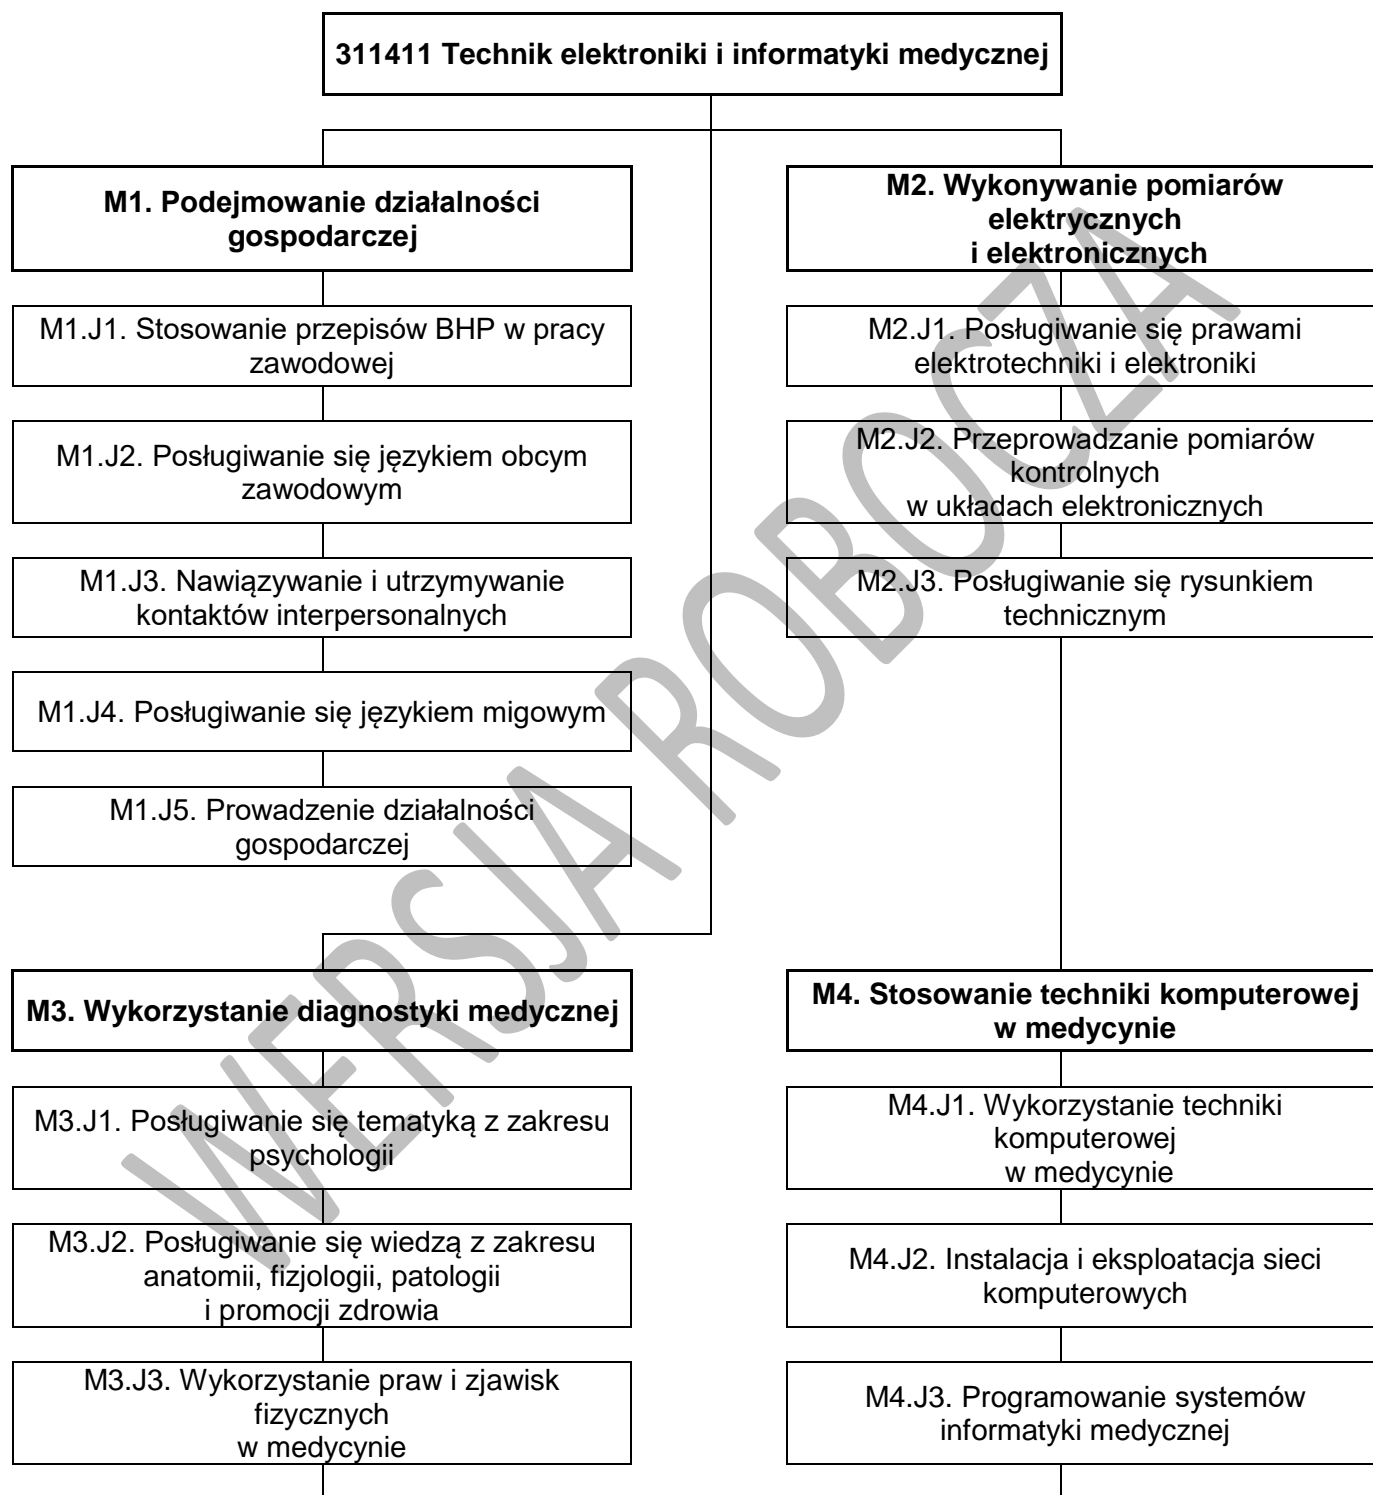 311411 Technik elektroniki i informatyki medycznej
M1. Podejmowanie działalności
gospodarczej
M1.J1. Stosowanie przepisów BHP w pracy
zawodowej
M1.J2. Posługiwanie się językiem obcym
zawodowym
M1.J3. Nawiązywanie i utrzymywanie
kontaktów interpersonalnych
M1.J4. Posługiwanie się językiem migowym
M1.J5. Prowadzenie działalności
gospodarczej
M2. Wykonywanie pomiarów
elektrycznych
i elektronicznych
M2.J1. Posługiwanie się prawami
elektrotechniki i elektroniki
M2.J2. Przeprowadzanie pomiarów
kontrolnych
w układach elektronicznych
M2.J3. Posługiwanie się rysunkiem
technicznym
M3. Wykorzystanie diagnostyki medycznej
M3.J1. Posługiwanie się tematyką z zakresu
psychologii
M3.J2. Posługiwanie się wiedzą z zakresu
anatomii, fizjologii, patologii
i promocji zdrowia
M3.J3. Wykorzystanie praw i zjawisk
fizycznych
w medycynie
M4. Stosowanie techniki komputerowej
w medycynie
M4.J1. Wykorzystanie techniki
komputerowej
w medycynie
M4.J2. Instalacja i eksploatacja sieci
komputerowych
M4.J3. Programowanie systemów
informatyki medycznej
WERSJA ROBOCZA